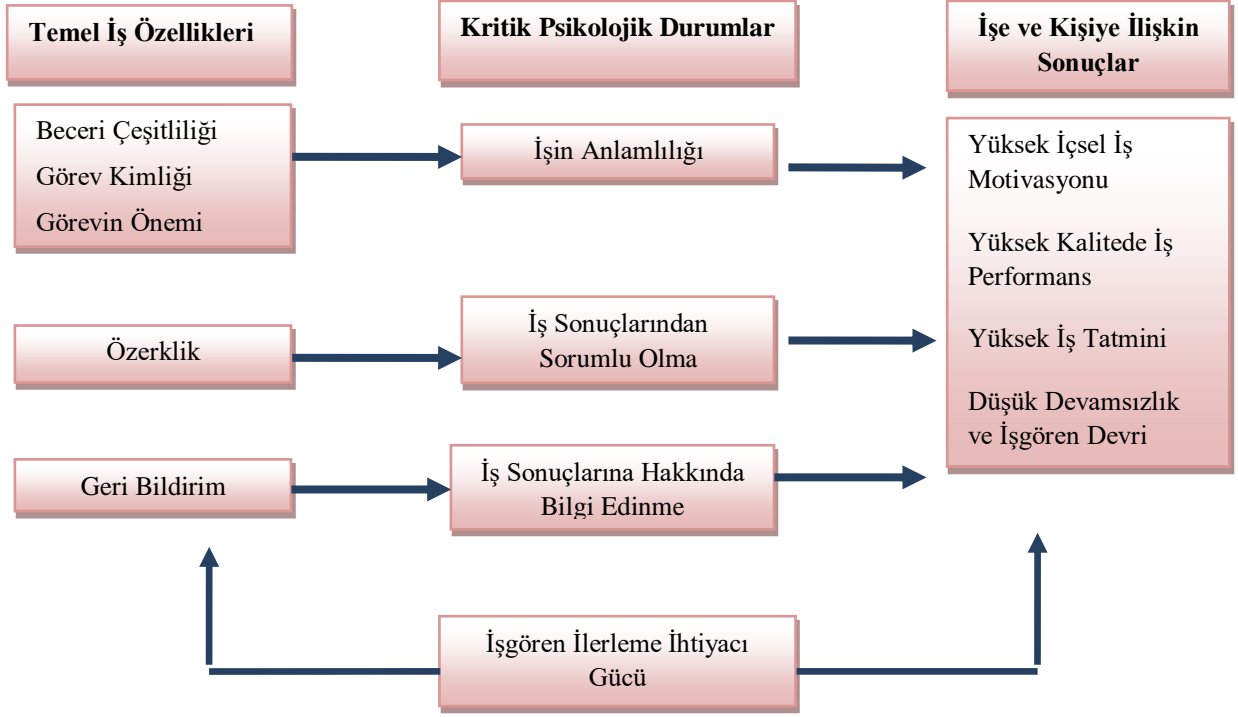 Temel İş Özellikleri
Kritik Psikolojik Durumlar
İşe ve Kişiye İlişkin
Sonuçlar
Beceri Çeşitliliği
Görev Kimliği
Görevin Önemi
İşin Anlamlılığı
Yüksek İçsel İş
Motivasyonu
Yüksek Kalitede İş
Performans
Yüksek İş Tatmini
Düşük Devamsızlık
ve İşgören Devri
Özerklik
İş Sonuçlarından
Sorumlu Olma
Geri Bildirim
İş Sonuçlarına Hakkında
Bilgi Edinme
İşgören İlerleme İhtiyacı
Gücü